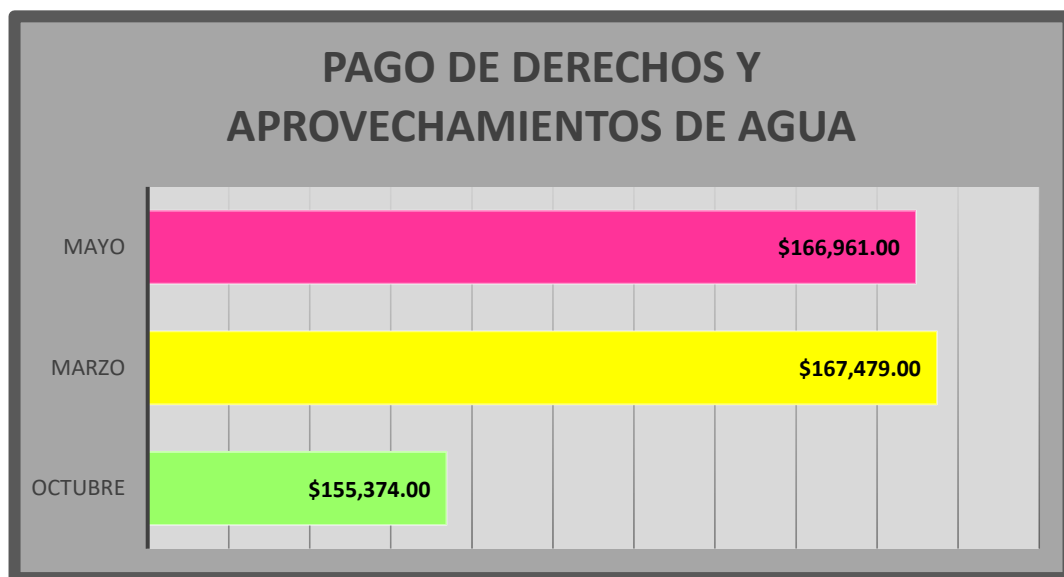 PAGO DE DERECHOS Y
APROVECHAMIENTOS DE AGUA
MAYO
$166,961.00
MARZO
$167,479.00
OCTUBRE
$155,374.00